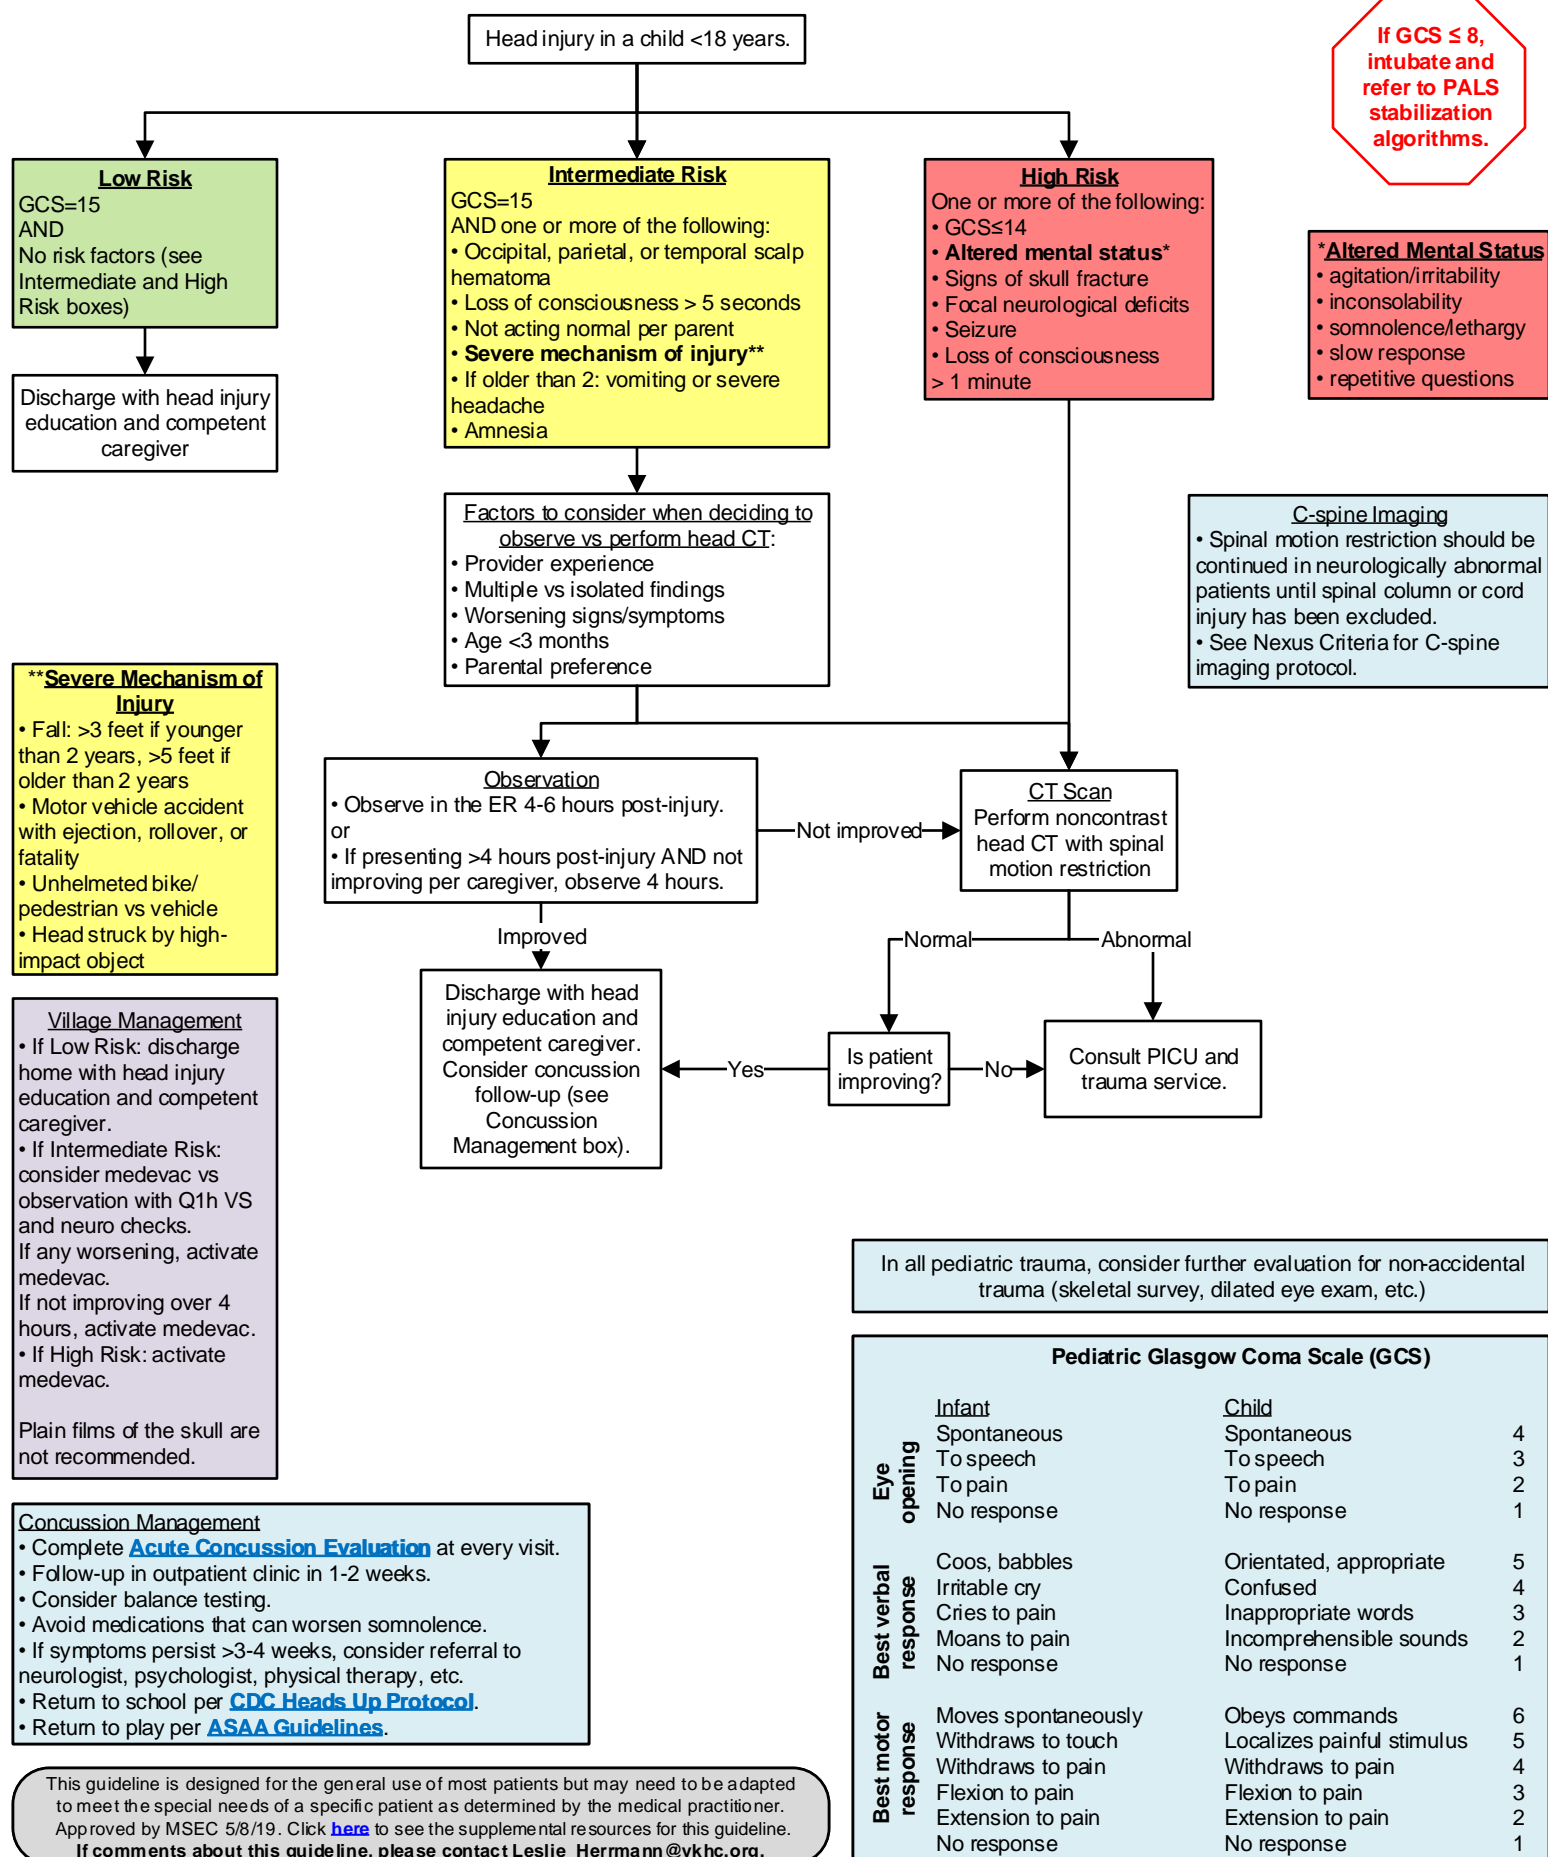 Head injury in a child <18 years.
If GCS ≤ 8,
intubate and
refer to PALS
stabilization
algorithms.
Low Risk
GCS=15
AND
No risk factors (see
Intermediate and High
Risk boxes)
Discharge with head injury
education and competent
caregiver
Intermediate Risk
GCS=15
AND one or more of the following:
• Occipital, parietal, or temporal scalp
hematoma
• Loss of consciousness > 5 seconds
• Not acting normal per parent
• Severe mechanism of injury**
• If older than 2: vomiting or severe
headache
• Amnesia
High Risk
One or more of the following:
• GCS≤14
• Altered mental status*
• Signs of skull fracture
• Focal neurological deficits
• Seizure
• Loss of consciousness
> 1 minute
*Altered Mental Status
• agitation/irritability
• inconsolability
• somnolence/lethargy
• slow response
• repetitive questions
Factors to consider when deciding to
observe vs perform head CT:
• Provider experience
• Multiple vs isolated findings
• Worsening signs/symptoms
• Age <3 months
• Parental preference
C-spine Imaging
• Spinal motion restriction should be
continued in neurologically abnormal
patients until spinal column or cord
injury has been excluded.
• See Nexus Criteria for C-spine
imaging protocol.
**Severe Mechanism of
Injury
• Fall: >3 feet if younger
than 2 years, >5 feet if
older than 2 years
• Motor vehicle accident
with ejection, rollover, or
fatality
• Unhelmeted bike/
pedestrian vs vehicle
• Head struck by high-
impact object
Observation
• Observe in the ER 4-6 hours post-injury.
or
• If presenting >4 hours post-injury AND not
improving per caregiver, observe 4 hours.
Not improved
CT Scan
Perform noncontrast
head CT with spinal
motion restriction
Improved
Normal
Abnormal
Discharge with head
injury education and
competent caregiver.
Consider concussion
follow-up (see
Concussion
Management box).
Yes
Is patient
improving?
No
Consult PICU and
trauma service.
Village Management
• If Low Risk: discharge
home with head injury
education and competent
caregiver.
• If Intermediate Risk:
consider medevac vs
observation with Q1h VS
and neuro checks.
If any worsening, activate
medevac.
If not improving over 4
hours, activate medevac.
• If High Risk: activate
medevac.
Plain films of the skull are
not recommended.
In all pediatric trauma, consider further evaluation for non-accidental
trauma (skeletal survey, dilated eye exam, etc.)
Concussion Management
• Complete Acute Concussion Evaluation at every visit.
• Follow-up in outpatient clinic in 1-2 weeks.
• Consider balance testing.
• Avoid medications that can worsen somnolence.
• If symptoms persist >3-4 weeks, consider referral to
neurologist, psychologist, physical therapy, etc.
• Return to school per CDC Heads Up Protocol.
• Return to play per ASAA Guidelines.
Pediatric Glasgow Coma Scale (GCS)
Infant Child
Eye
opening
Spontaneous Spontaneous 4
To speech To speech 3
To pain To pain 2
No response No response 1
Best verbal
response
Coos, babbles Orientated, appropriate 5
Irritable cry Confused 4
Cries to pain Inappropriate words 3
Moans to pain Incomprehensible sounds 2
No response No response 1
Best motor
response
Moves spontaneously Obeys commands 6
Withdraws to touch Localizes painful stimulus 5
Withdraws to pain Withdraws to pain 4
Flexion to pain Flexion to pain 3
Extension to pain Extension to pain 2
No response No response 1
This guideline is designed for the general use of most patients but may need to be adapted
to meet the special needs of a specific patient as determined by the medical practitioner.
Approved by MSEC 5/8/19. Click here to see the supplemental resources for this guideline.
If comments about this guideline, please contact Leslie_Herrmann@ykhc.org.